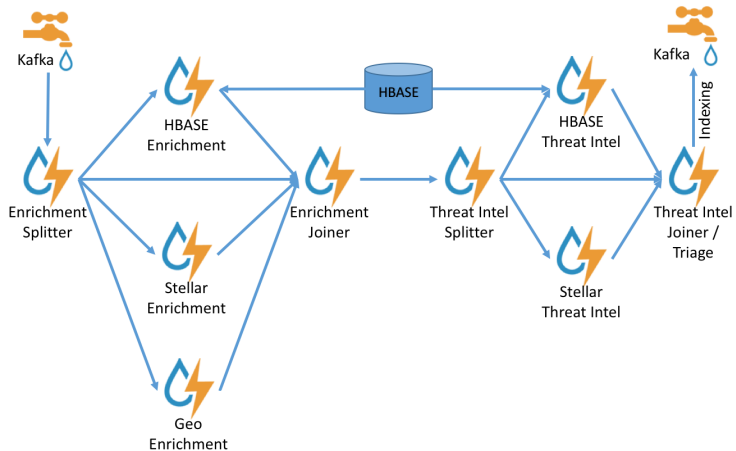 Kafka
Kafka
HBASE
Indexing
HBASE
Enrichment
HBASE
Threat Intel
Enrichment
Splitter
Enrichment
Joiner
Threat Intel
Splitter
Threat Intel
Joiner /
Triage
Stellar
Enrichment
Stellar
Threat Intel
Geo
Enrichment